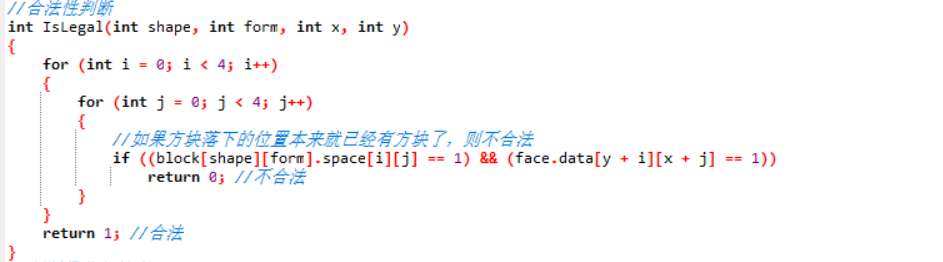 //合法性判断
int IsLegal(int shape, int form, int x, int y)
{
    for (int i = 0; i < 4; i++)
    {
        for (int j = 0; j < 4; j++)
        {
            //如果方块落下的位置本来就已经有方块了，则不合法
            if ((block[shape][form].space[i][j] == 1) && (face.data[y + i][x + j] == 1))
                return 0; //不合法
        }
    }
    return 1; //合法
}